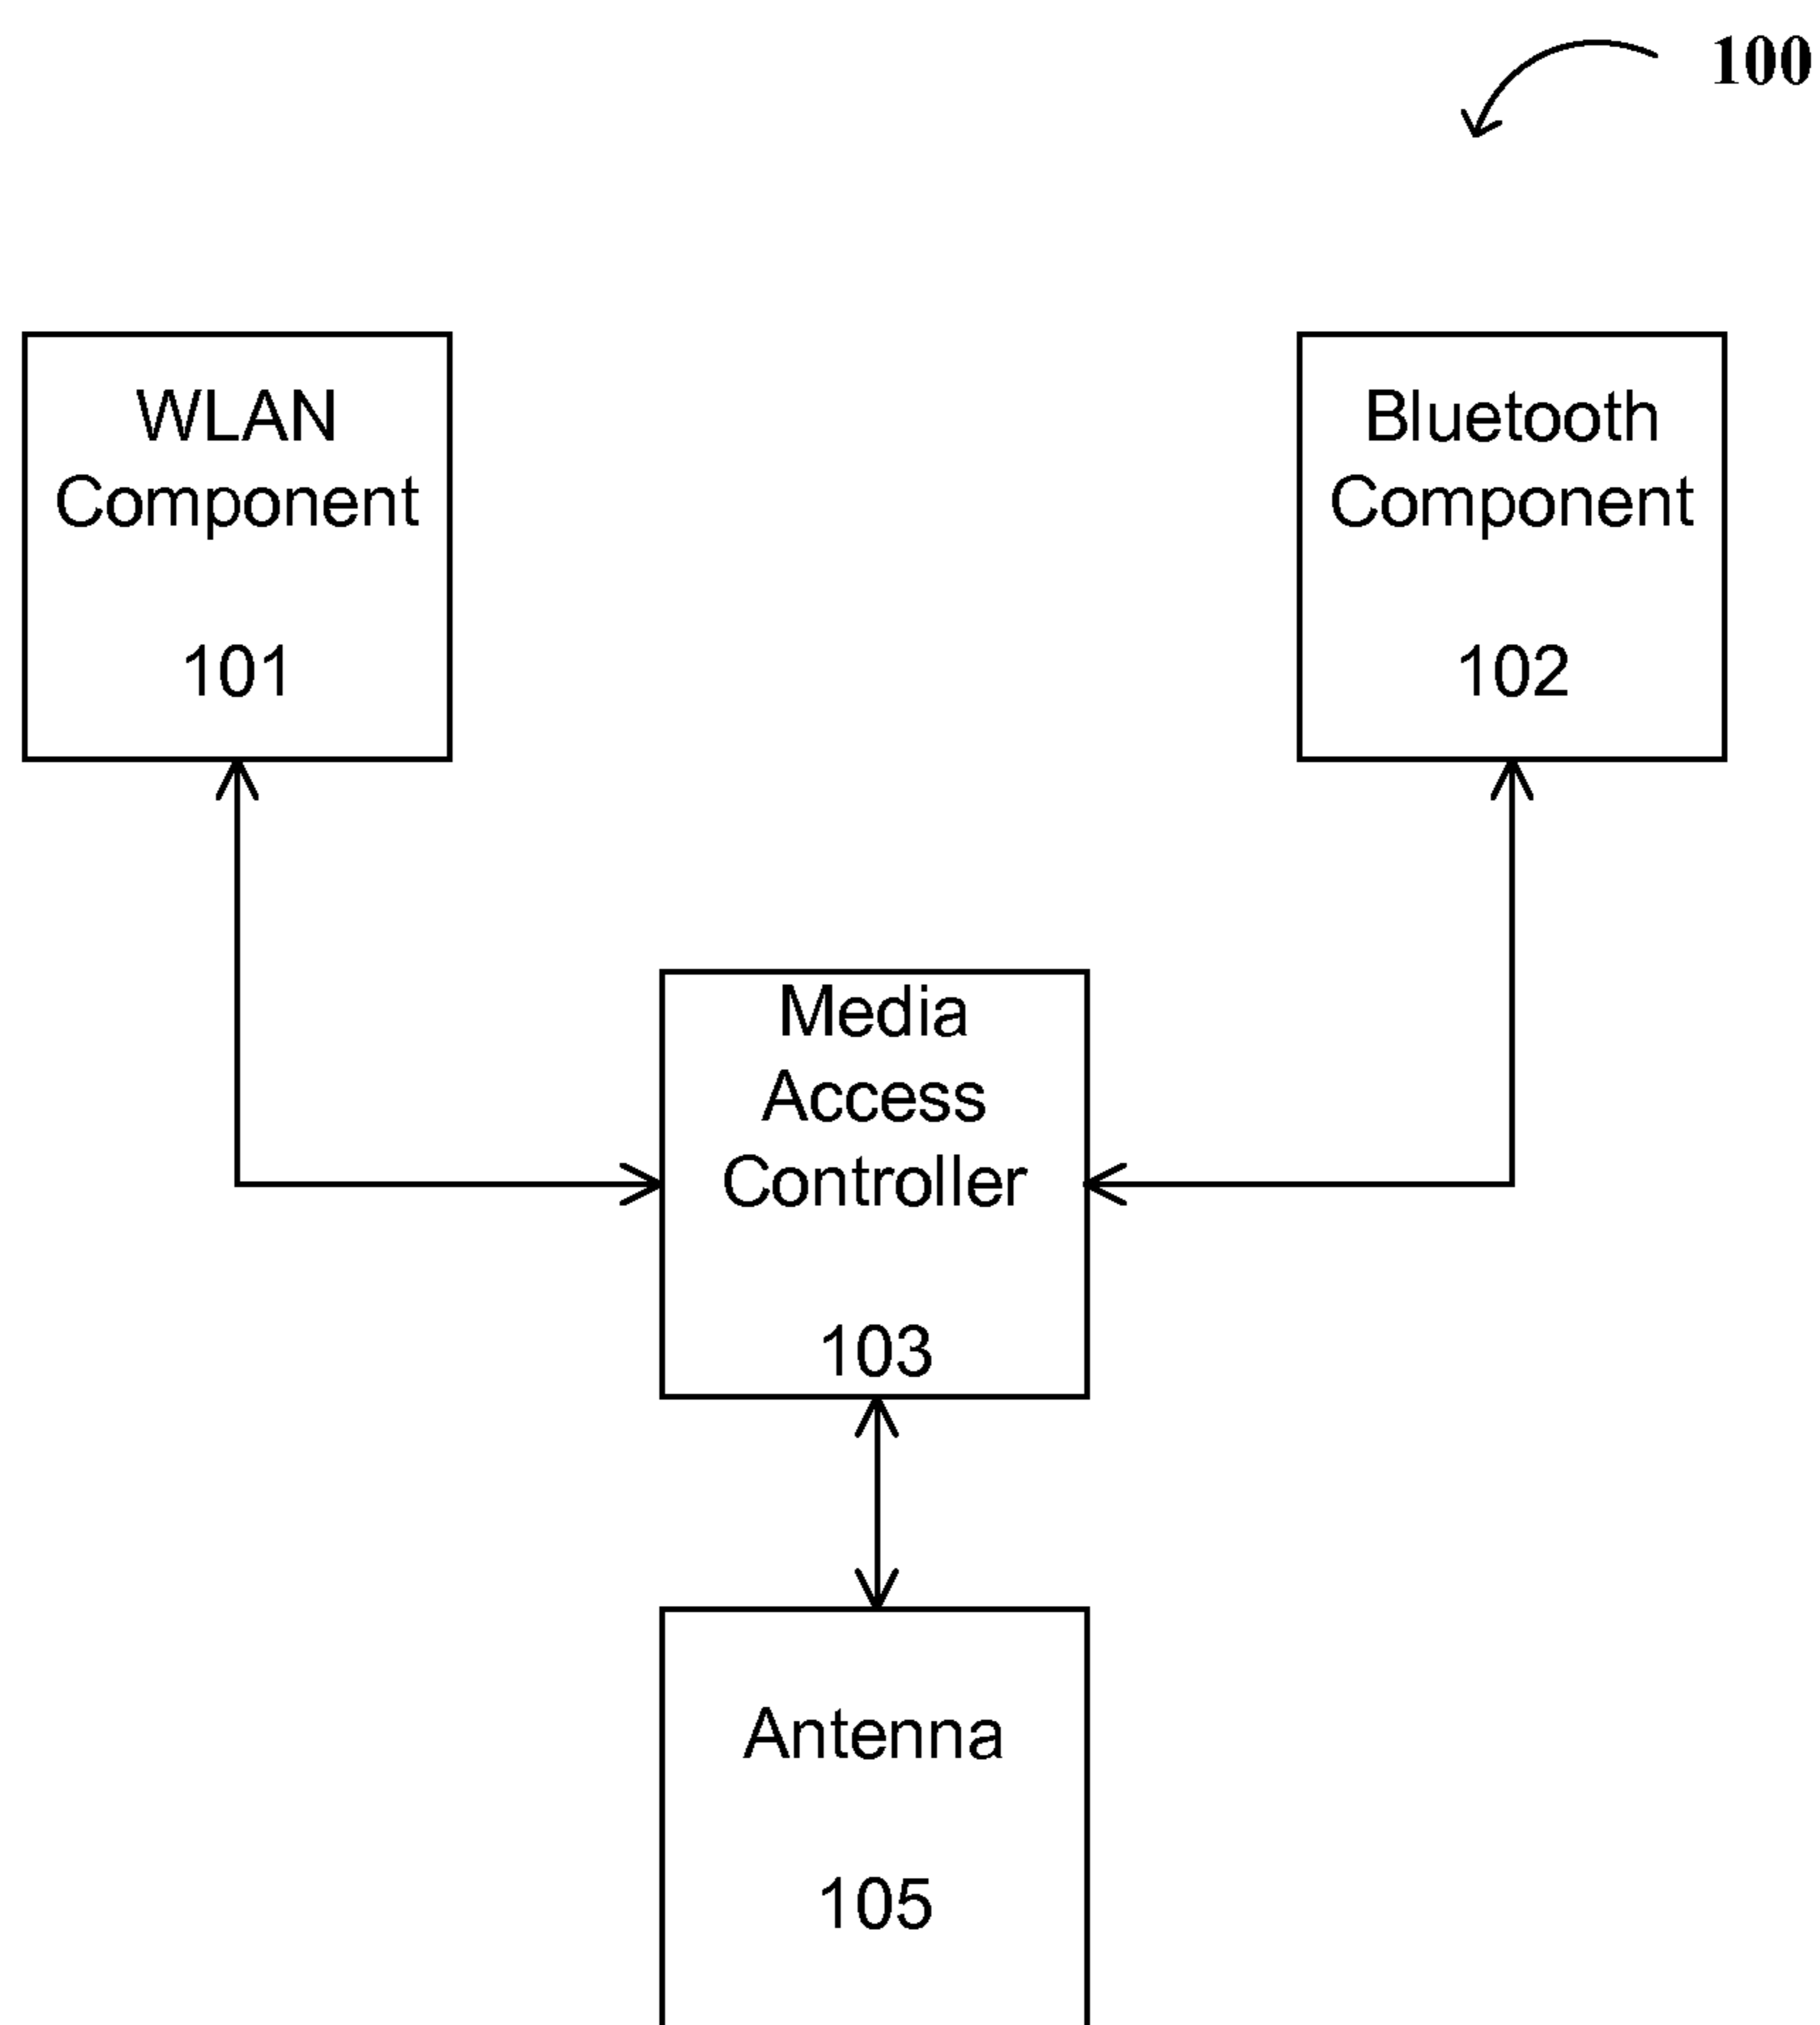 100
WLAN
Component
101
Bluetooth
Component
102
Media
Access
Controller
103
Antenna
105